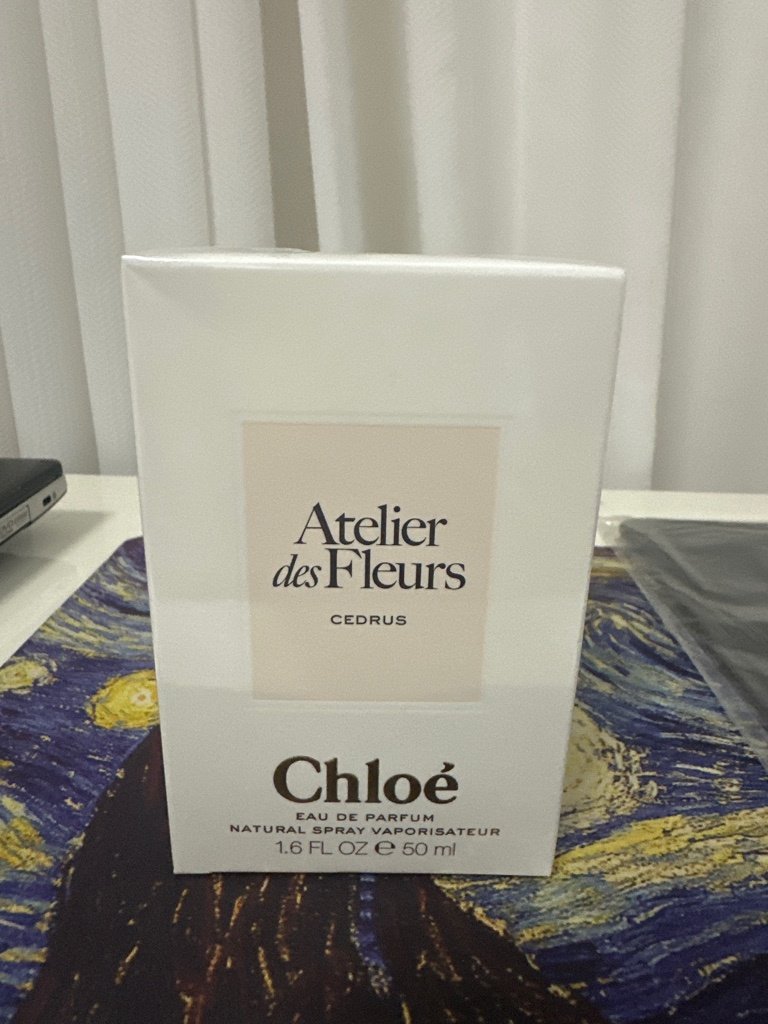 Atelier
des Fleurs
CEDRUS
Chloé
EAU DE PARFUM
NATURAL SPRAY VAPORISATEUR
1.6 FL OZ ℮ 50 ml